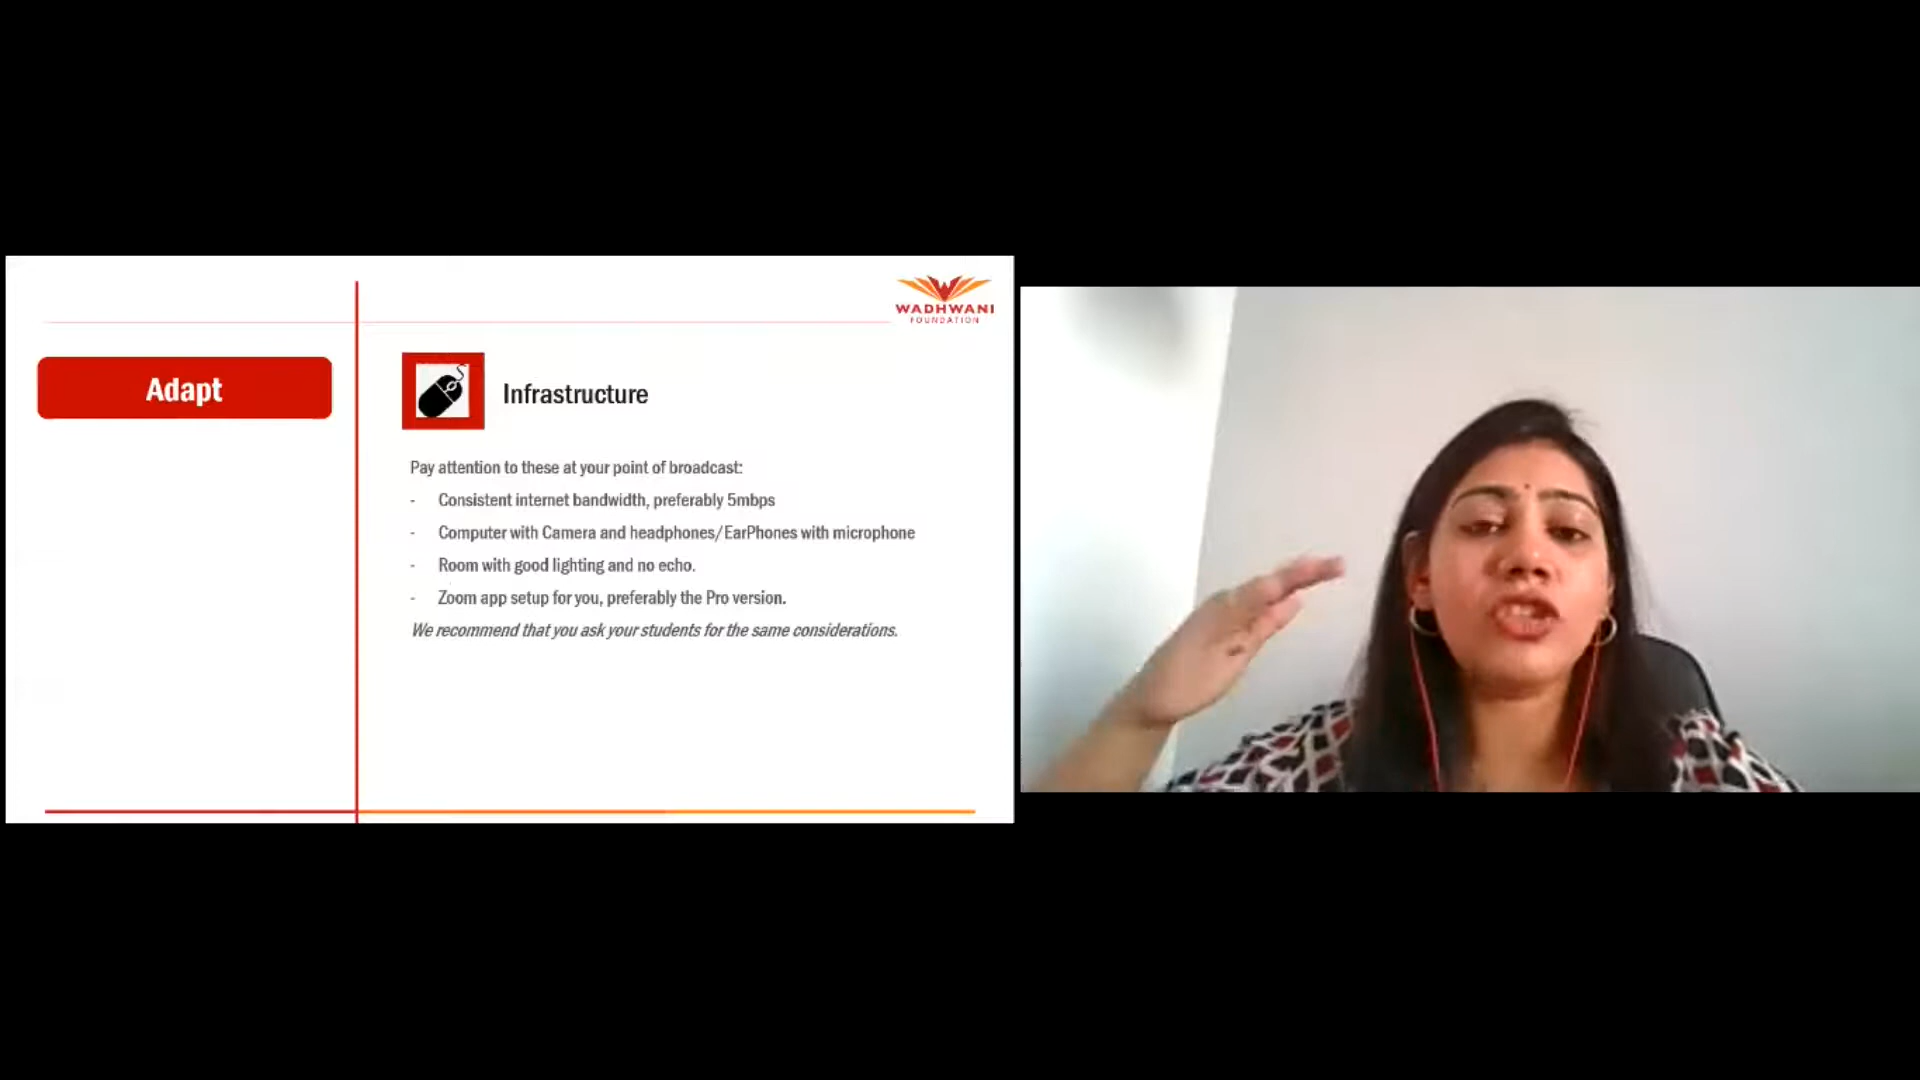 WADHWANI
FOUNDATION
Adapt
Infrastructure
Pay attention to these at your point of broadcast:
- Consistent internet bandwidth, preferably 5mbps
- Computer with Camera and headphones/EarPhones with microphone
- Room with good lighting and no echo.
- Zoom app setup for you, preferably the Pro version.
We recommend that you ask your students for the same considerations.